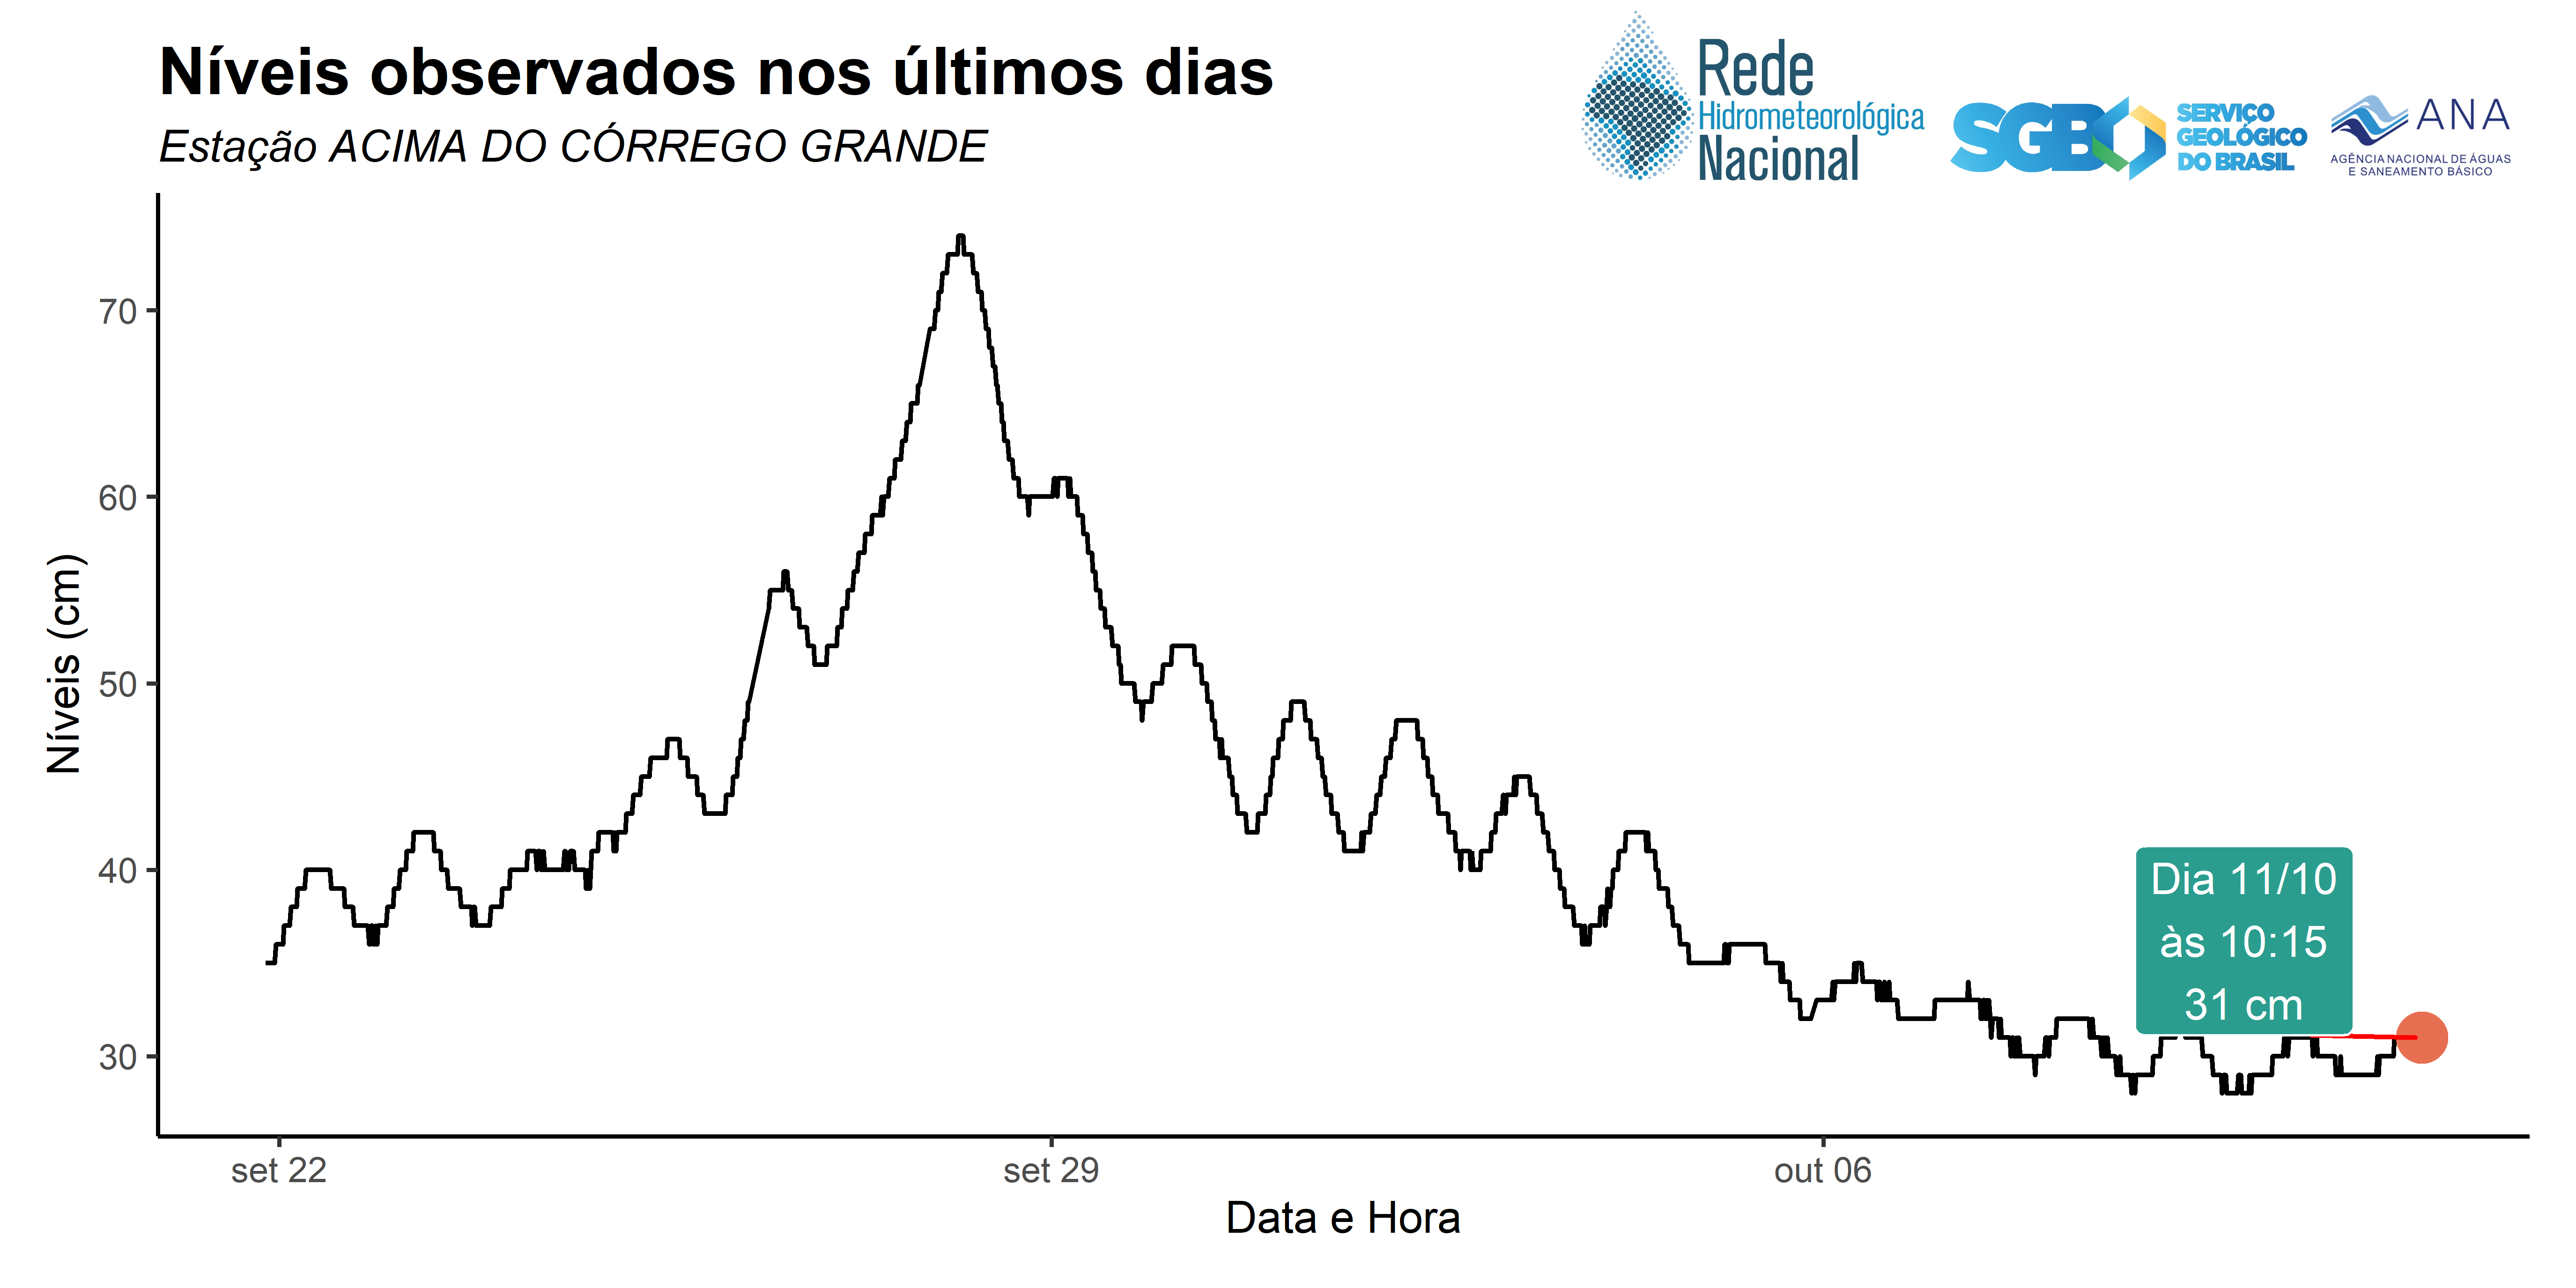 Níveis observados nos últimos dias
Estação ACIMA DO CÓRREGO GRANDE
Rede
Hidrometeorológica
Nacional
SGB
SERVIÇO
GEOLÓGICO
DO BRASIL
ANA
AGÊNCIA NACIONAL DE ÁGUAS
E SANEAMENTO BÁSICO
Níveis (cm)
70
60
50
40
30
Dia 11/10
às 10:15
31 cm
set 22
set 29
out 06
Data e Hora